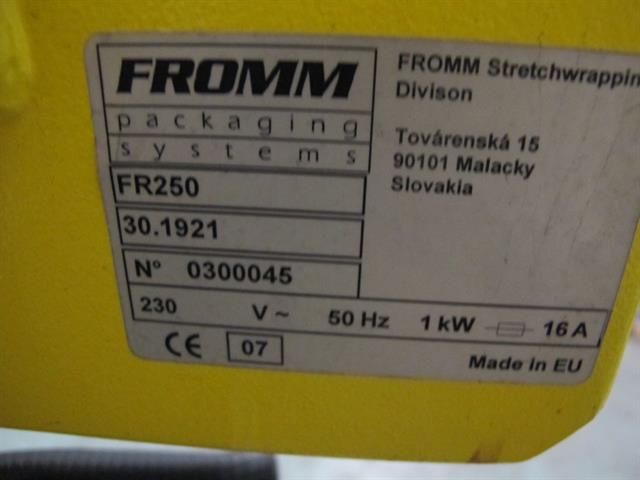 FROMM
packaging
systems
FR250
30.1921
Nº 0300045
230 V ~ 50 Hz 1 kW 16 A
CE 07
Made in EU
FROMM Stretchwrappin
Divison
Továrenská 15
90101 Malacky
Slovakia